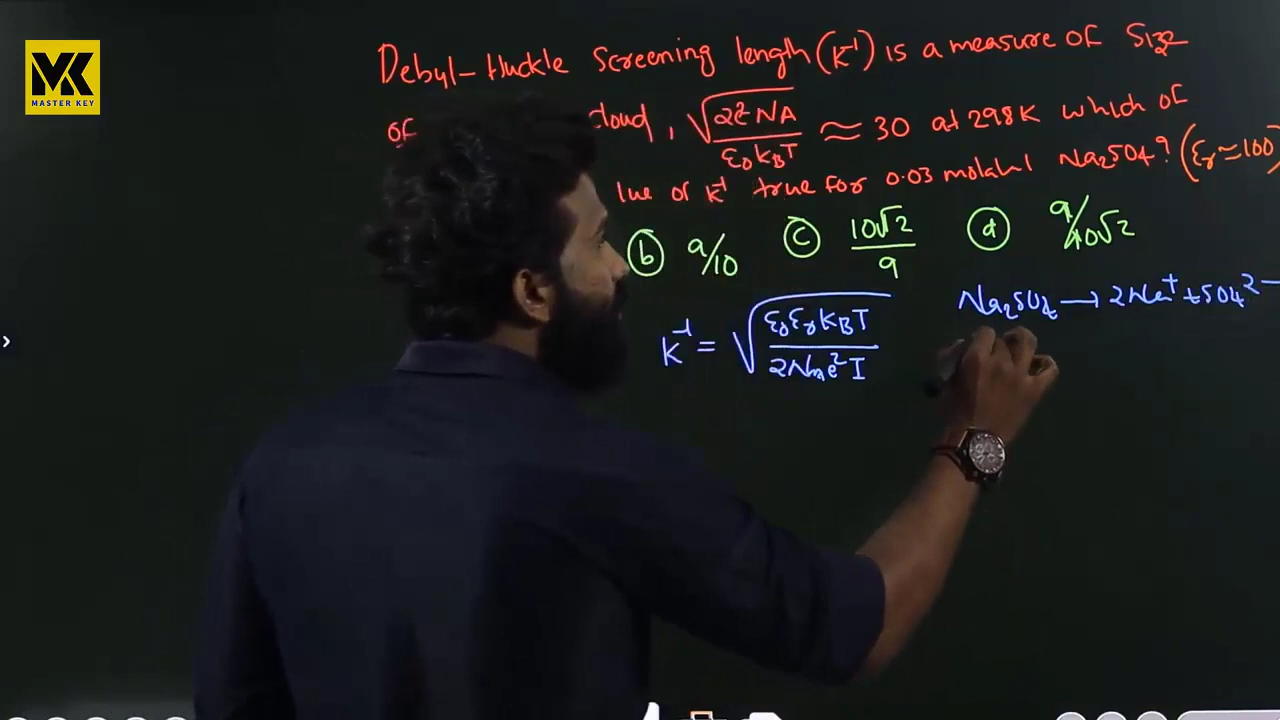 MK
MASTER KEY
Debyl-Huckle Screening length (K⁻¹) is a measure of Size
of cloud, √(2e²NA/ε₀kBT) ≈ 30 at 298K which of
lue of K⁻¹ true for 0.03 molal Na₂SO₄? (εr≈100)
(b) 9/10 (c) 10√2/9 (d) 9/10√2
K⁻¹ = √(ε₀εrKBT/2NAe²I) Na₂SO₄ → 2Na⁺ + SO₄²⁻